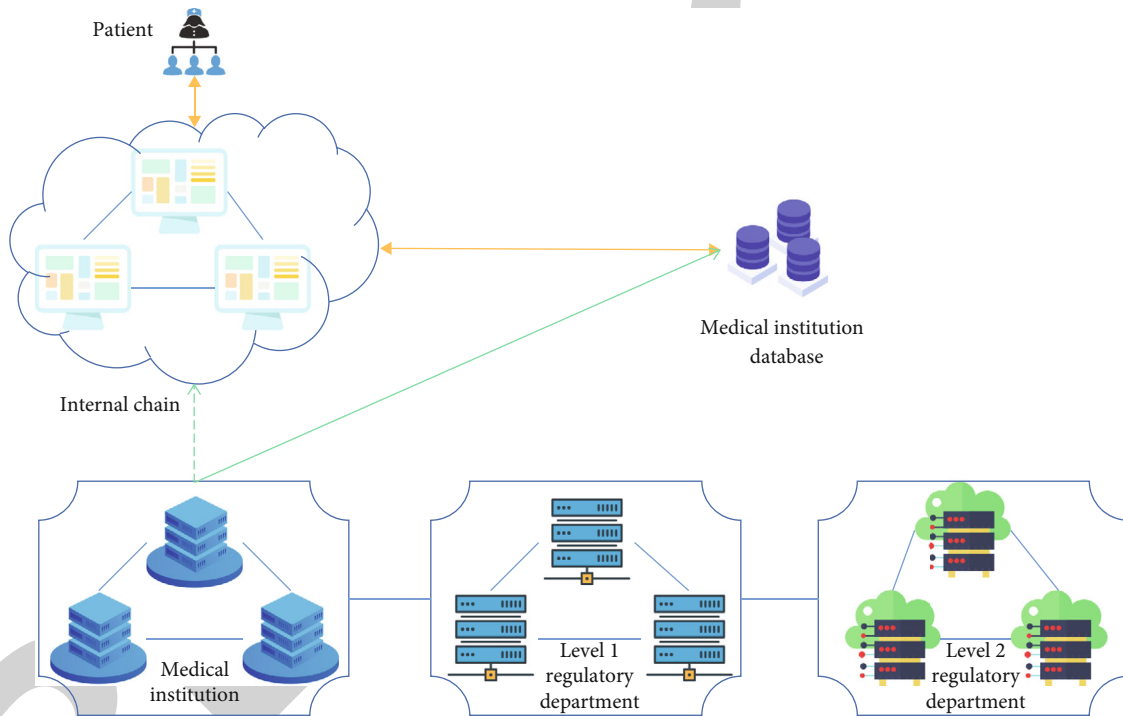 Patient
Medical institution
database
Internal chain
Medical
institution
Level 1
regulatory
department
Level 2
regulatory
department